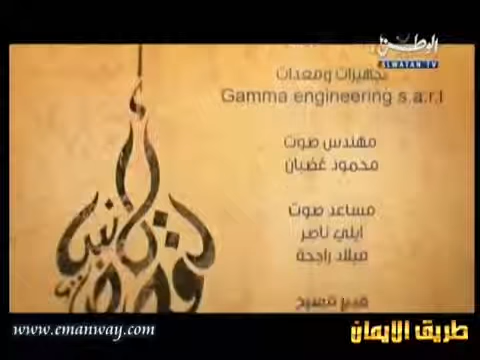 الوطن
ALWATAN TV
تجهيزات ومعدات
Gamma engineering s.a.r.l
مهندس صوت
محمود غضبان
مساعد صوت
ايلي ناصر
ميلاد راجحة
www.emanway.com
طريق الايمان